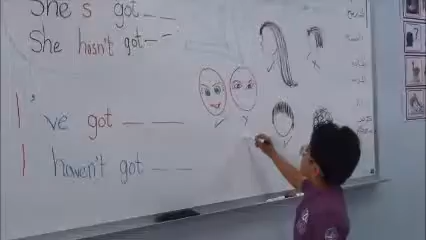 She's got _ _
She hasn't got _ _
I've got _ _
I haven't got _ _